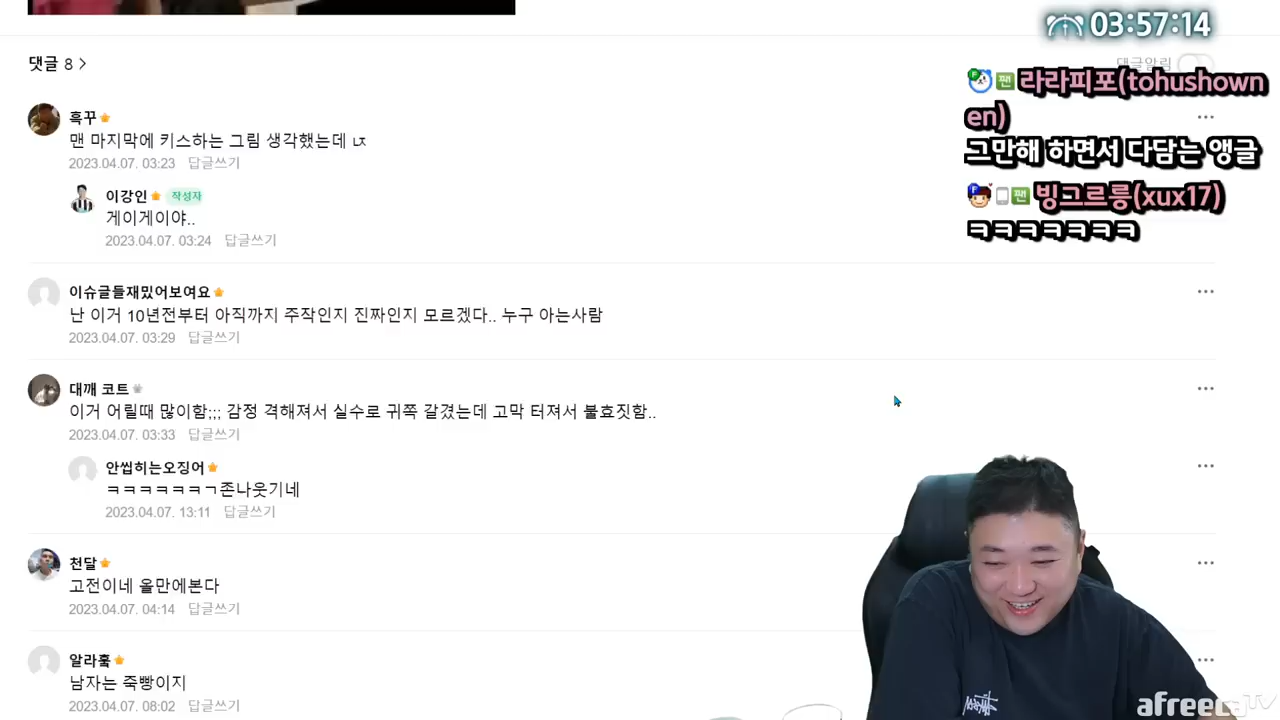 03:57:14
댓글 8 >
댓글알림
라라피포(tohushown
en)
그만해 하면서 다담는 앵글
빙그르릉(xux17)
ㅋㅋㅋㅋㅋㅋㅋ
흑꾸
맨 마지막에 키스하는 그림 생각했는데 ㄴㅈ
2023.04.07. 03:23 답글쓰기
이강인 작성자
게이게이야..
2023.04.07. 03:24 답글쓰기
이슈글들재밌어보여요
난 이거 10년전부터 아직까지 주작인지 진짜인지 모르겠다.. 누구 아는사람
2023.04.07. 03:29 답글쓰기
대깨 코트
이거 어릴때 많이함;;; 감정 격해져서 실수로 귀쪽 갈겼는데 고막 터져서 불효짓함..
2023.04.07. 03:33 답글쓰기
안씹히는오징어
ㅋㅋㅋㅋㅋㅋㅋㄱ존나웃기네
2023.04.07. 13:11 답글쓰기
천달
고전이네 올만에본다
2023.04.07. 04:14 답글쓰기
알라훜
남자는 죽빵이지
2023.04.07. 08:02 답글쓰기
afreecaTV